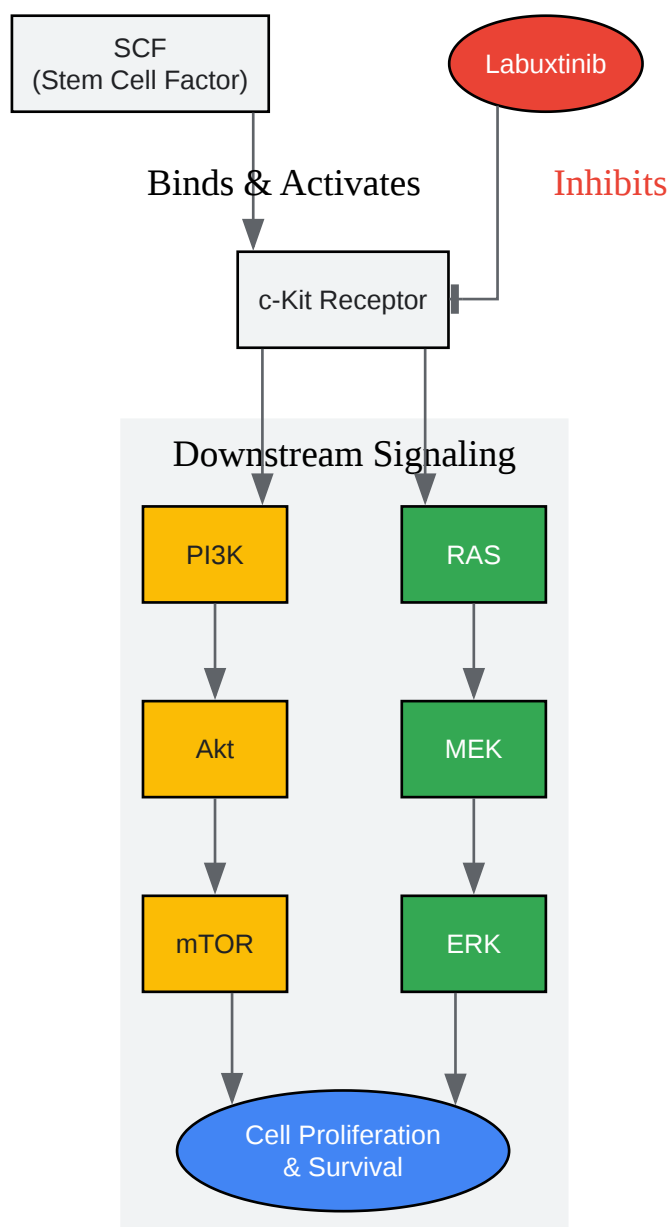 SCF
(Stem Cell Factor)
Labuxtinib
Binds & Activates
Inhibits
c-Kit Receptor
Downstream Signaling
PI3K
RAS
Akt
MEK
mTOR
ERK
Cell Proliferation
& Survival